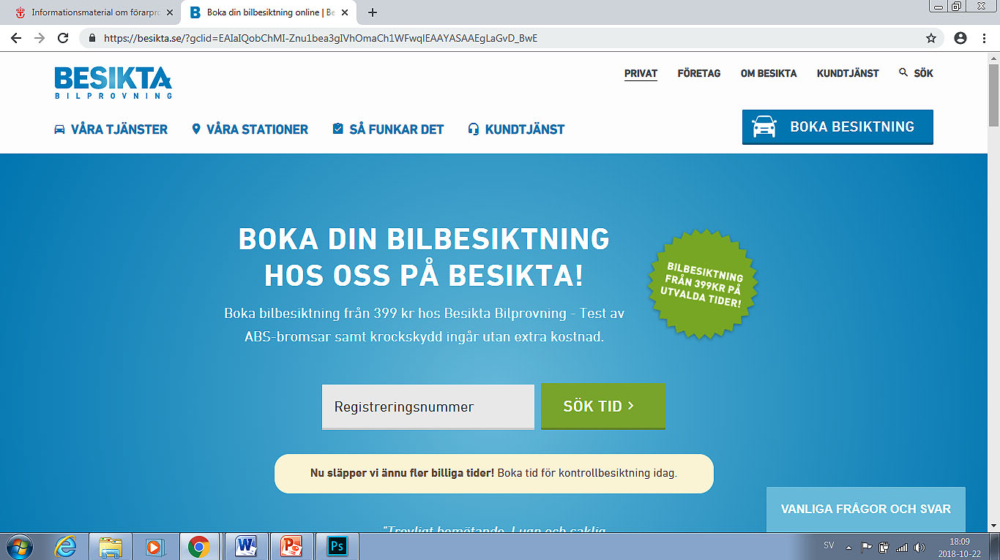 Informationsmaterial om förarpro
Boka din bilbesiktning online | Be
https://besikta.se/?gclid=EAIaIQobChMI-Znu1bea3gIVhOmaCh1WFwqlEAAYASAAEgLaGvD_BwE
BESIKTA
BILPROVNING
PRIVAT FÖRETAG OM BESIKTA KUNDTJÄNST SÖK
VÅRA TJÄNSTER VÅRA STATIONER SÅ FUNKAR DET KUNDTJÄNST
BOKA BESIKTNING
BOKA DIN BILBESIKTNING
HOS OSS PÅ BESIKTA!
Boka bilbesiktning från 399 kr hos Besikta Bilprovning - Test av
ABS-bromsar samt krockskydd ingår utan extra kostnad.
BILBESIKTNING
FRÅN 399KR PÅ
UTVALDA TIDER!
Registreringsnummer
SÖK TID >
Nu släpper vi ännu fler billiga tider! Boka tid för kontrollbesiktning idag.
VANLIGA FRÅGOR OCH SVAR
"Trevligt bemötande. Lugn och saklig
W
P
Ps
SV
18:09
2018-10-22